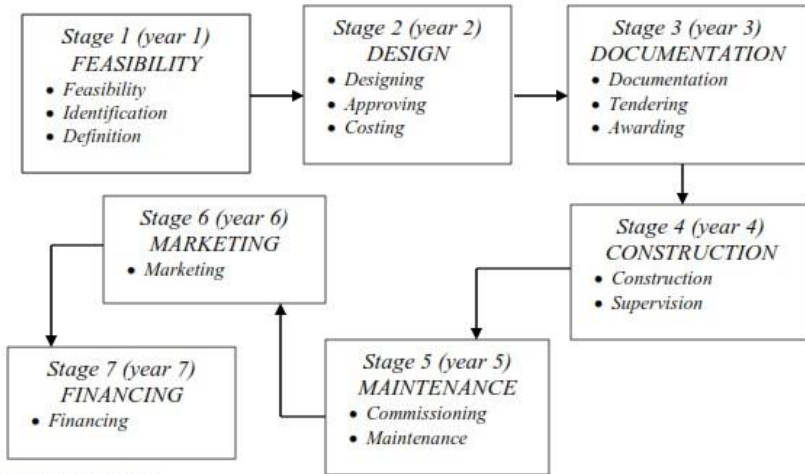 Stage 1 (year 1)
FEASIBILITY
• Feasibility
• Identification
• Definition
Stage 2 (year 2)
DESIGN
• Designing
• Approving
• Costing
Stage 3 (year 3)
DOCUMENTATION
• Documentation
• Tendering
• Awarding
Stage 4 (year 4)
CONSTRUCTION
• Construction
• Supervision
Stage 5 (year 5)
MAINTENANCE
• Commissioning
• Maintenance
Stage 6 (year 6)
MARKETING
• Marketing
Stage 7 (year 7)
FINANCING
• Financing